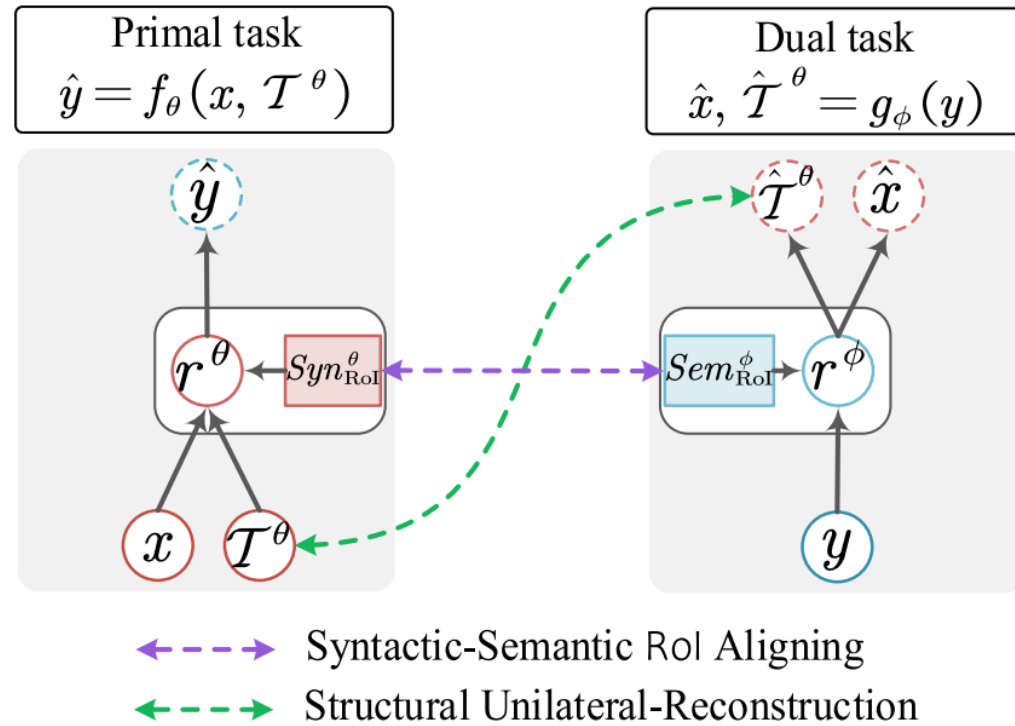 Primal task
ŷ = f_θ(x, 𝒯^θ)
Dual task
x̂, 𝒯̂^θ = g_ϕ(y)
ŷ
r^θ
Syn^θ_RoI
x
𝒯^θ
𝒯̂^θ
x̂
Sem^ϕ_RoI
r^ϕ
y
Syntactic-Semantic RoI Aligning
Structural Unilateral-Reconstruction